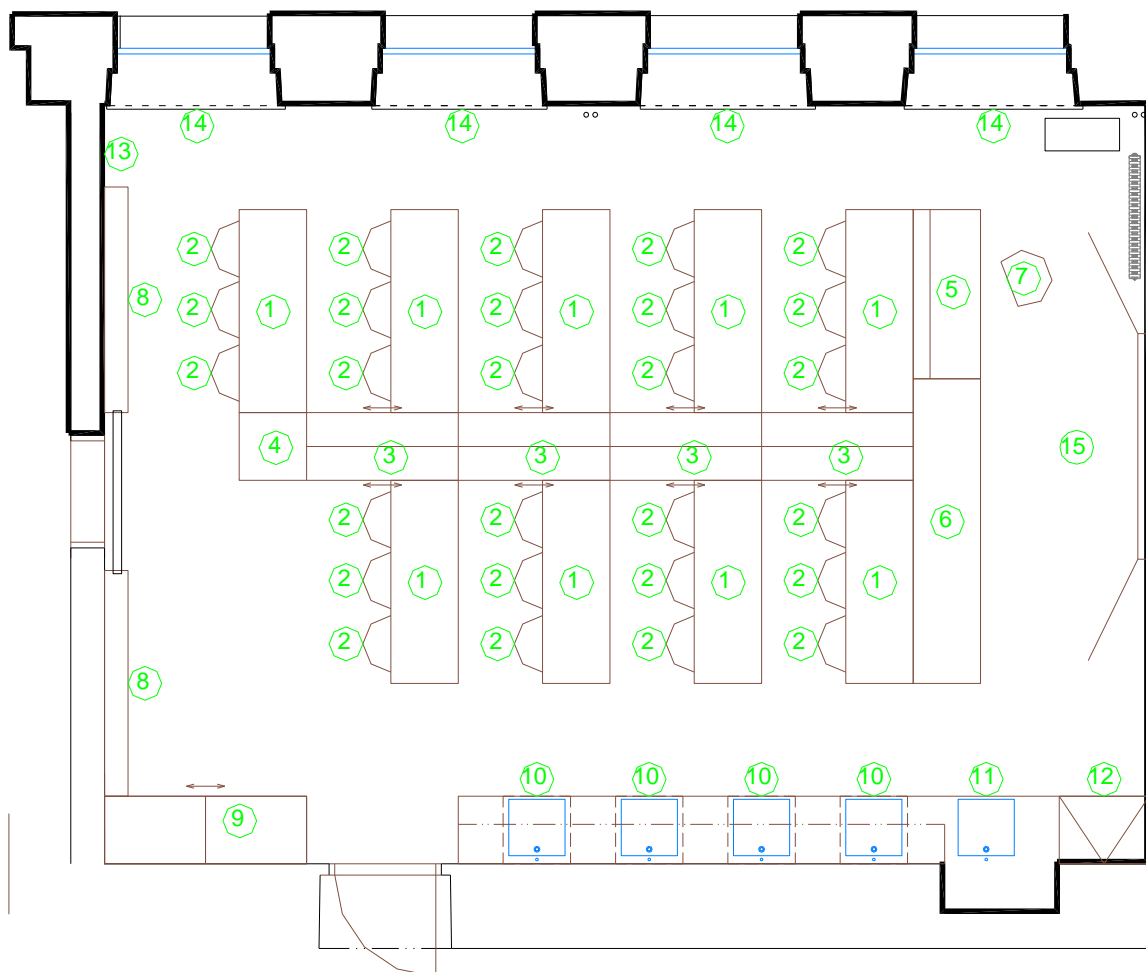 14 14 14 14
13
2 2 2 2 2
7
5
8
2 1 2 1 2 1 2 1 2 1
2 2 2 2 2
4 3 3 3 3 15
2 2 2 2 6
2 1 2 1 2 1 2 1
2 2 2 2
8
10 10 10 10 11 12
9